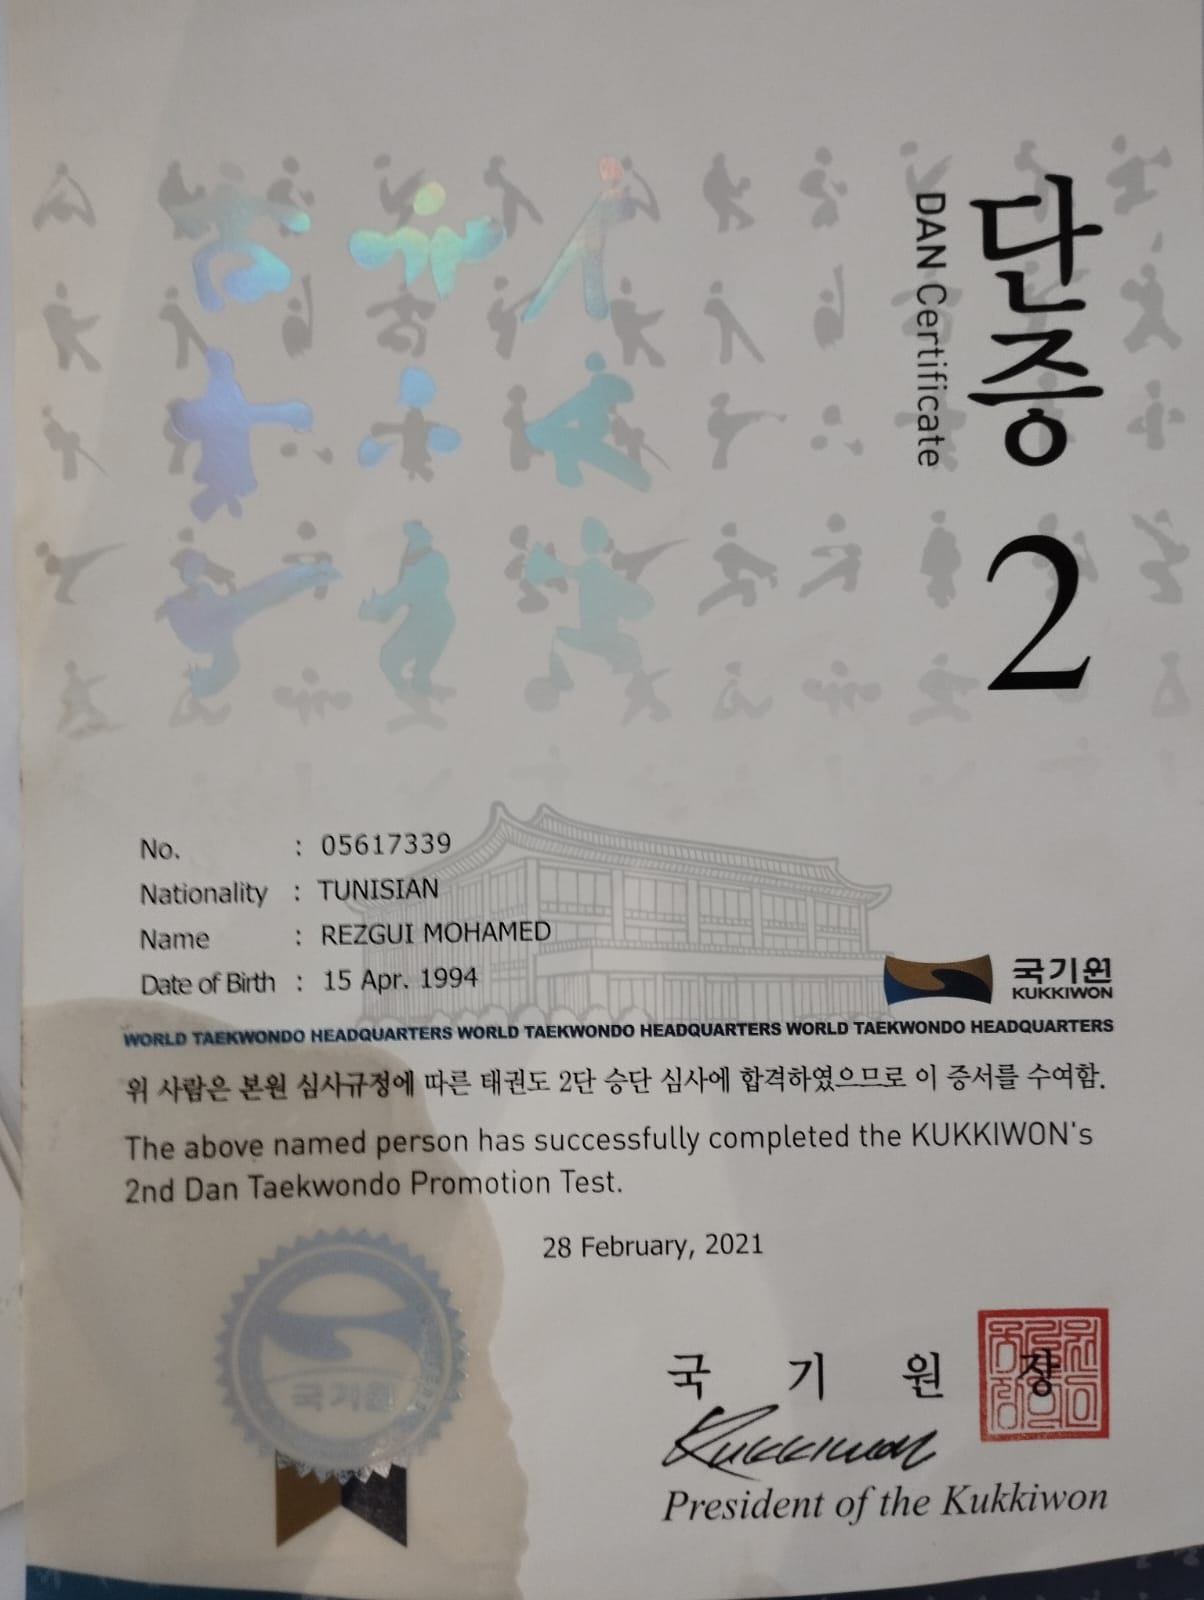 단증
DAN Certificate
2
No. : 05617339
Nationality : TUNISIAN
Name : REZGUI MOHAMED
Date of Birth : 15 Apr. 1994
국기원
KUKKIWON
WORLD TAEKWONDO HEADQUARTERS WORLD TAEKWONDO HEADQUARTERS WORLD TAEKWONDO HEADQUARTERS
위 사람은 본원 심사규정에 따른 태권도 2단 승단 심사에 합격하였으므로 이 증서를 수여함.
The above named person has successfully completed the KUKKIWON's
2nd Dan Taekwondo Promotion Test.
28 February, 2021
국기원
국 기 원 장
Kukkiwon
President of the Kukkiwon